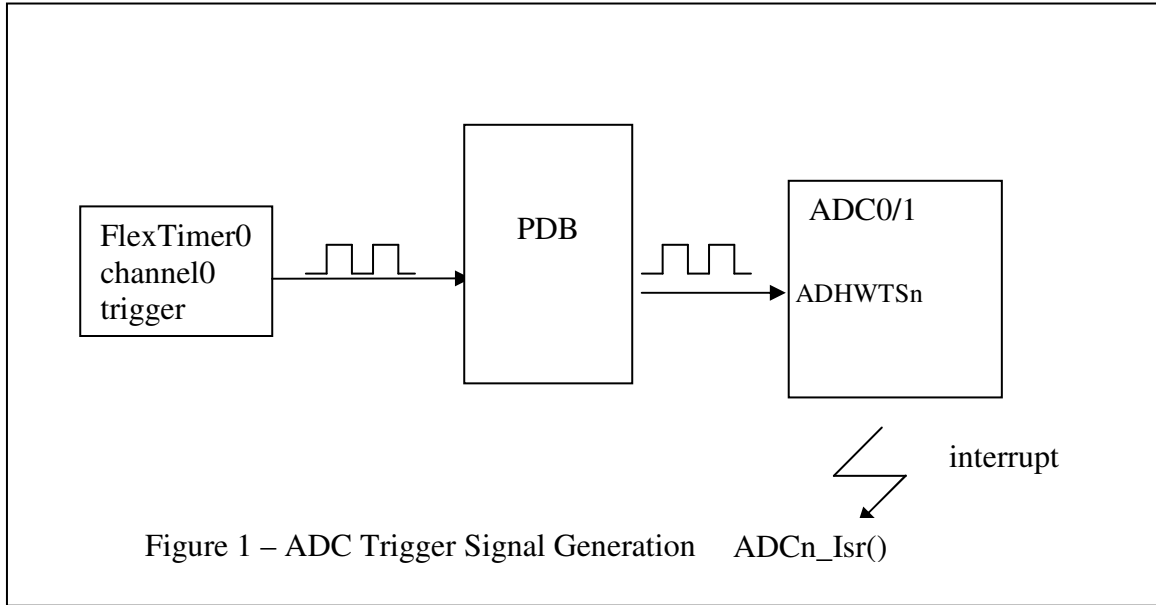 FlexTimer0
channel0
trigger
PDB
ADC0/1
ADHWTSn
interrupt
Figure 1 – ADC Trigger Signal Generation
ADCn_Isr()